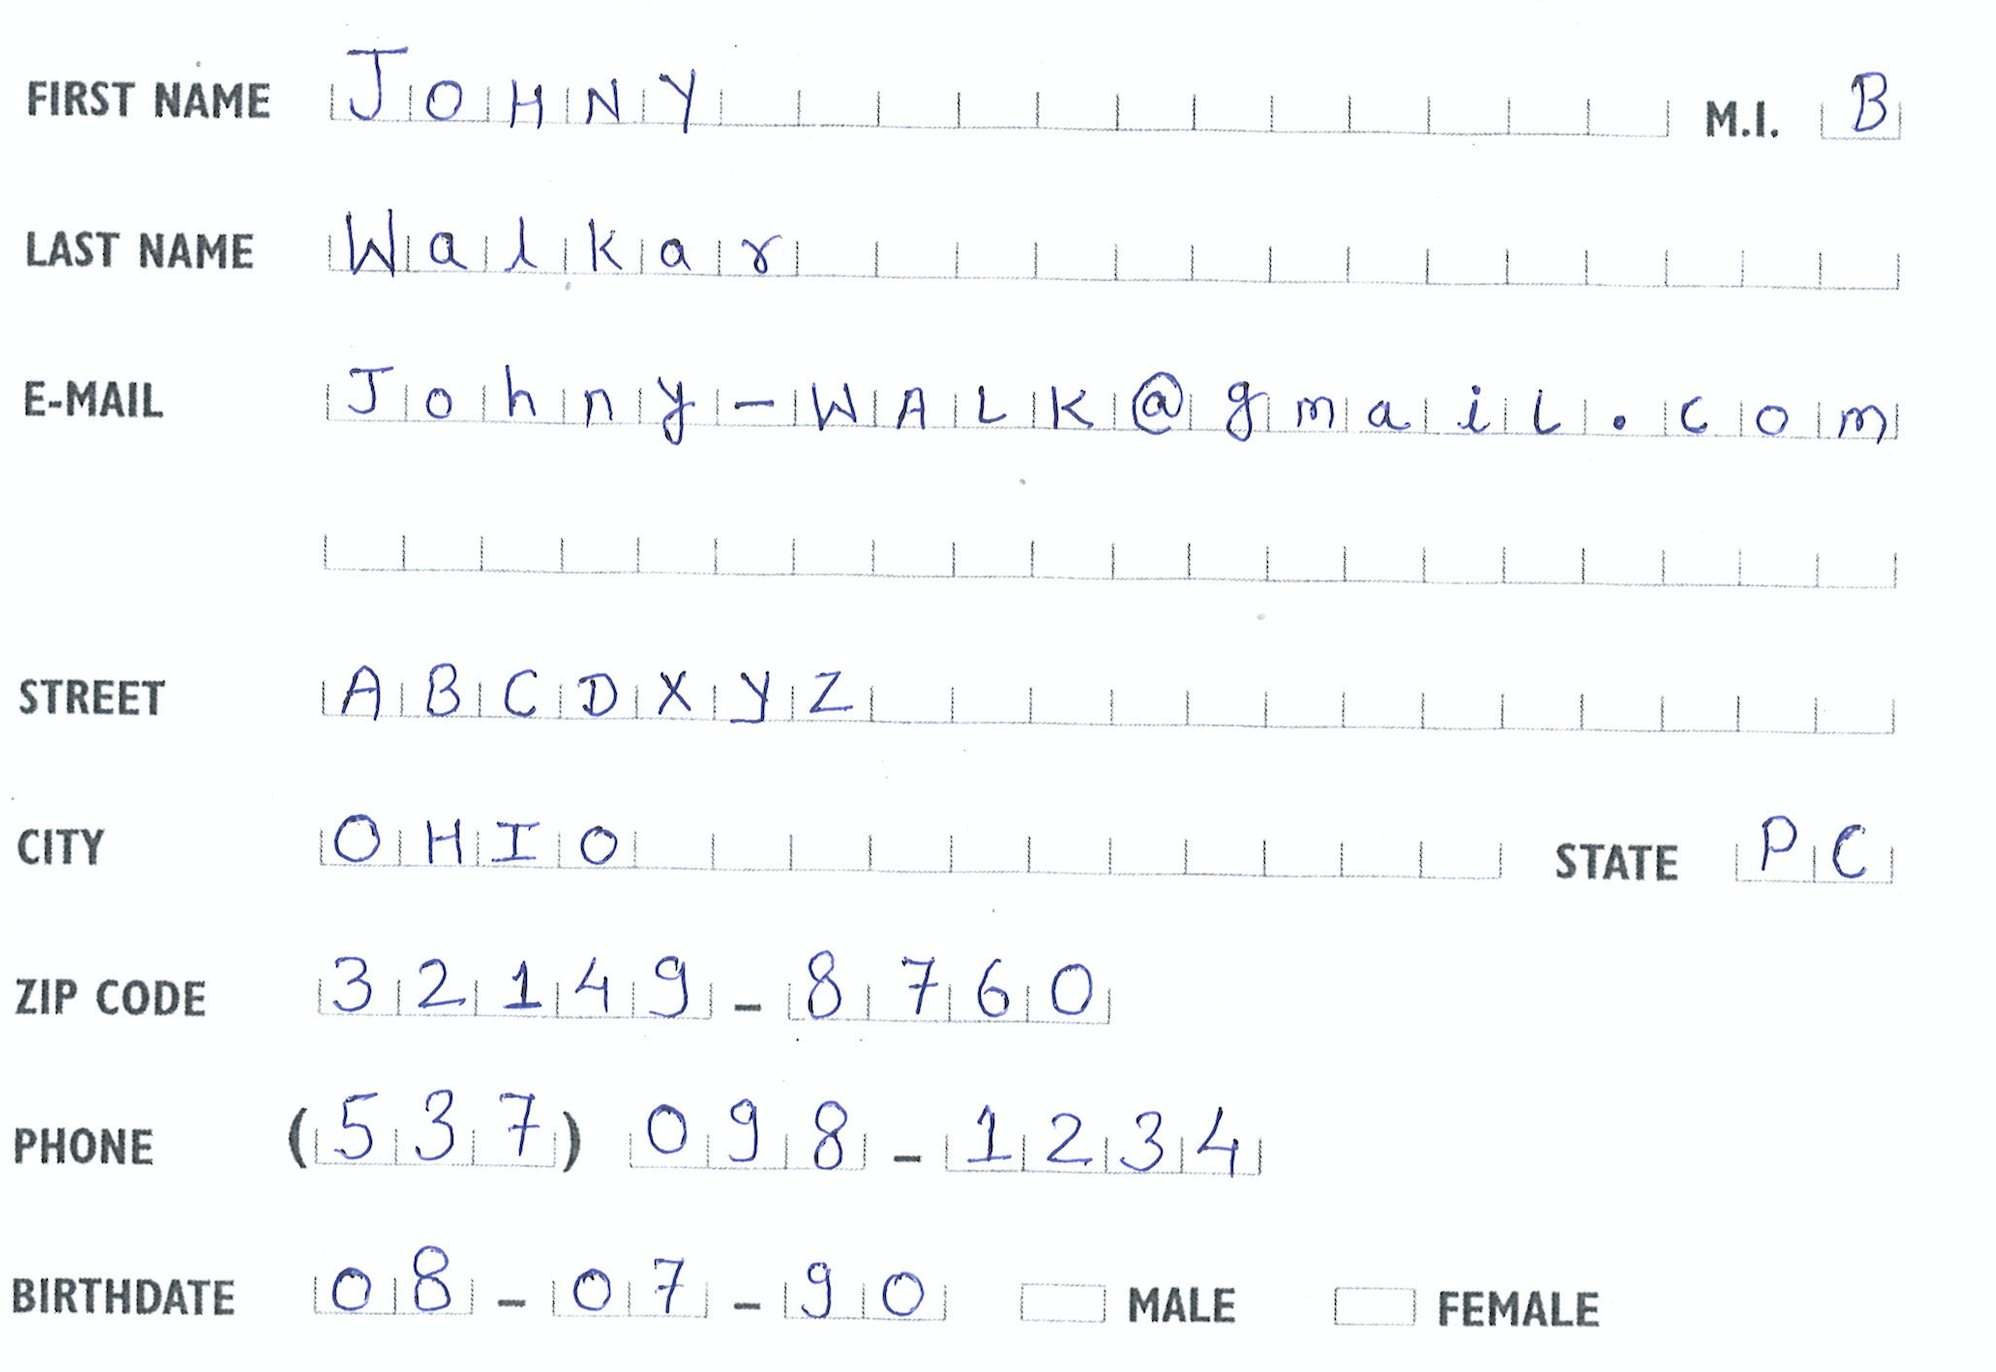 FIRST NAME JOHNY M.I. B
LAST NAME Walkar
E-MAIL Johny-WALK@gmail.com
STREET ABCDXYZ
CITY OHIO STATE PC
ZIP CODE 32149-8760
PHONE (537) 098-1234
BIRTHDATE 08-07-90 MALE FEMALE